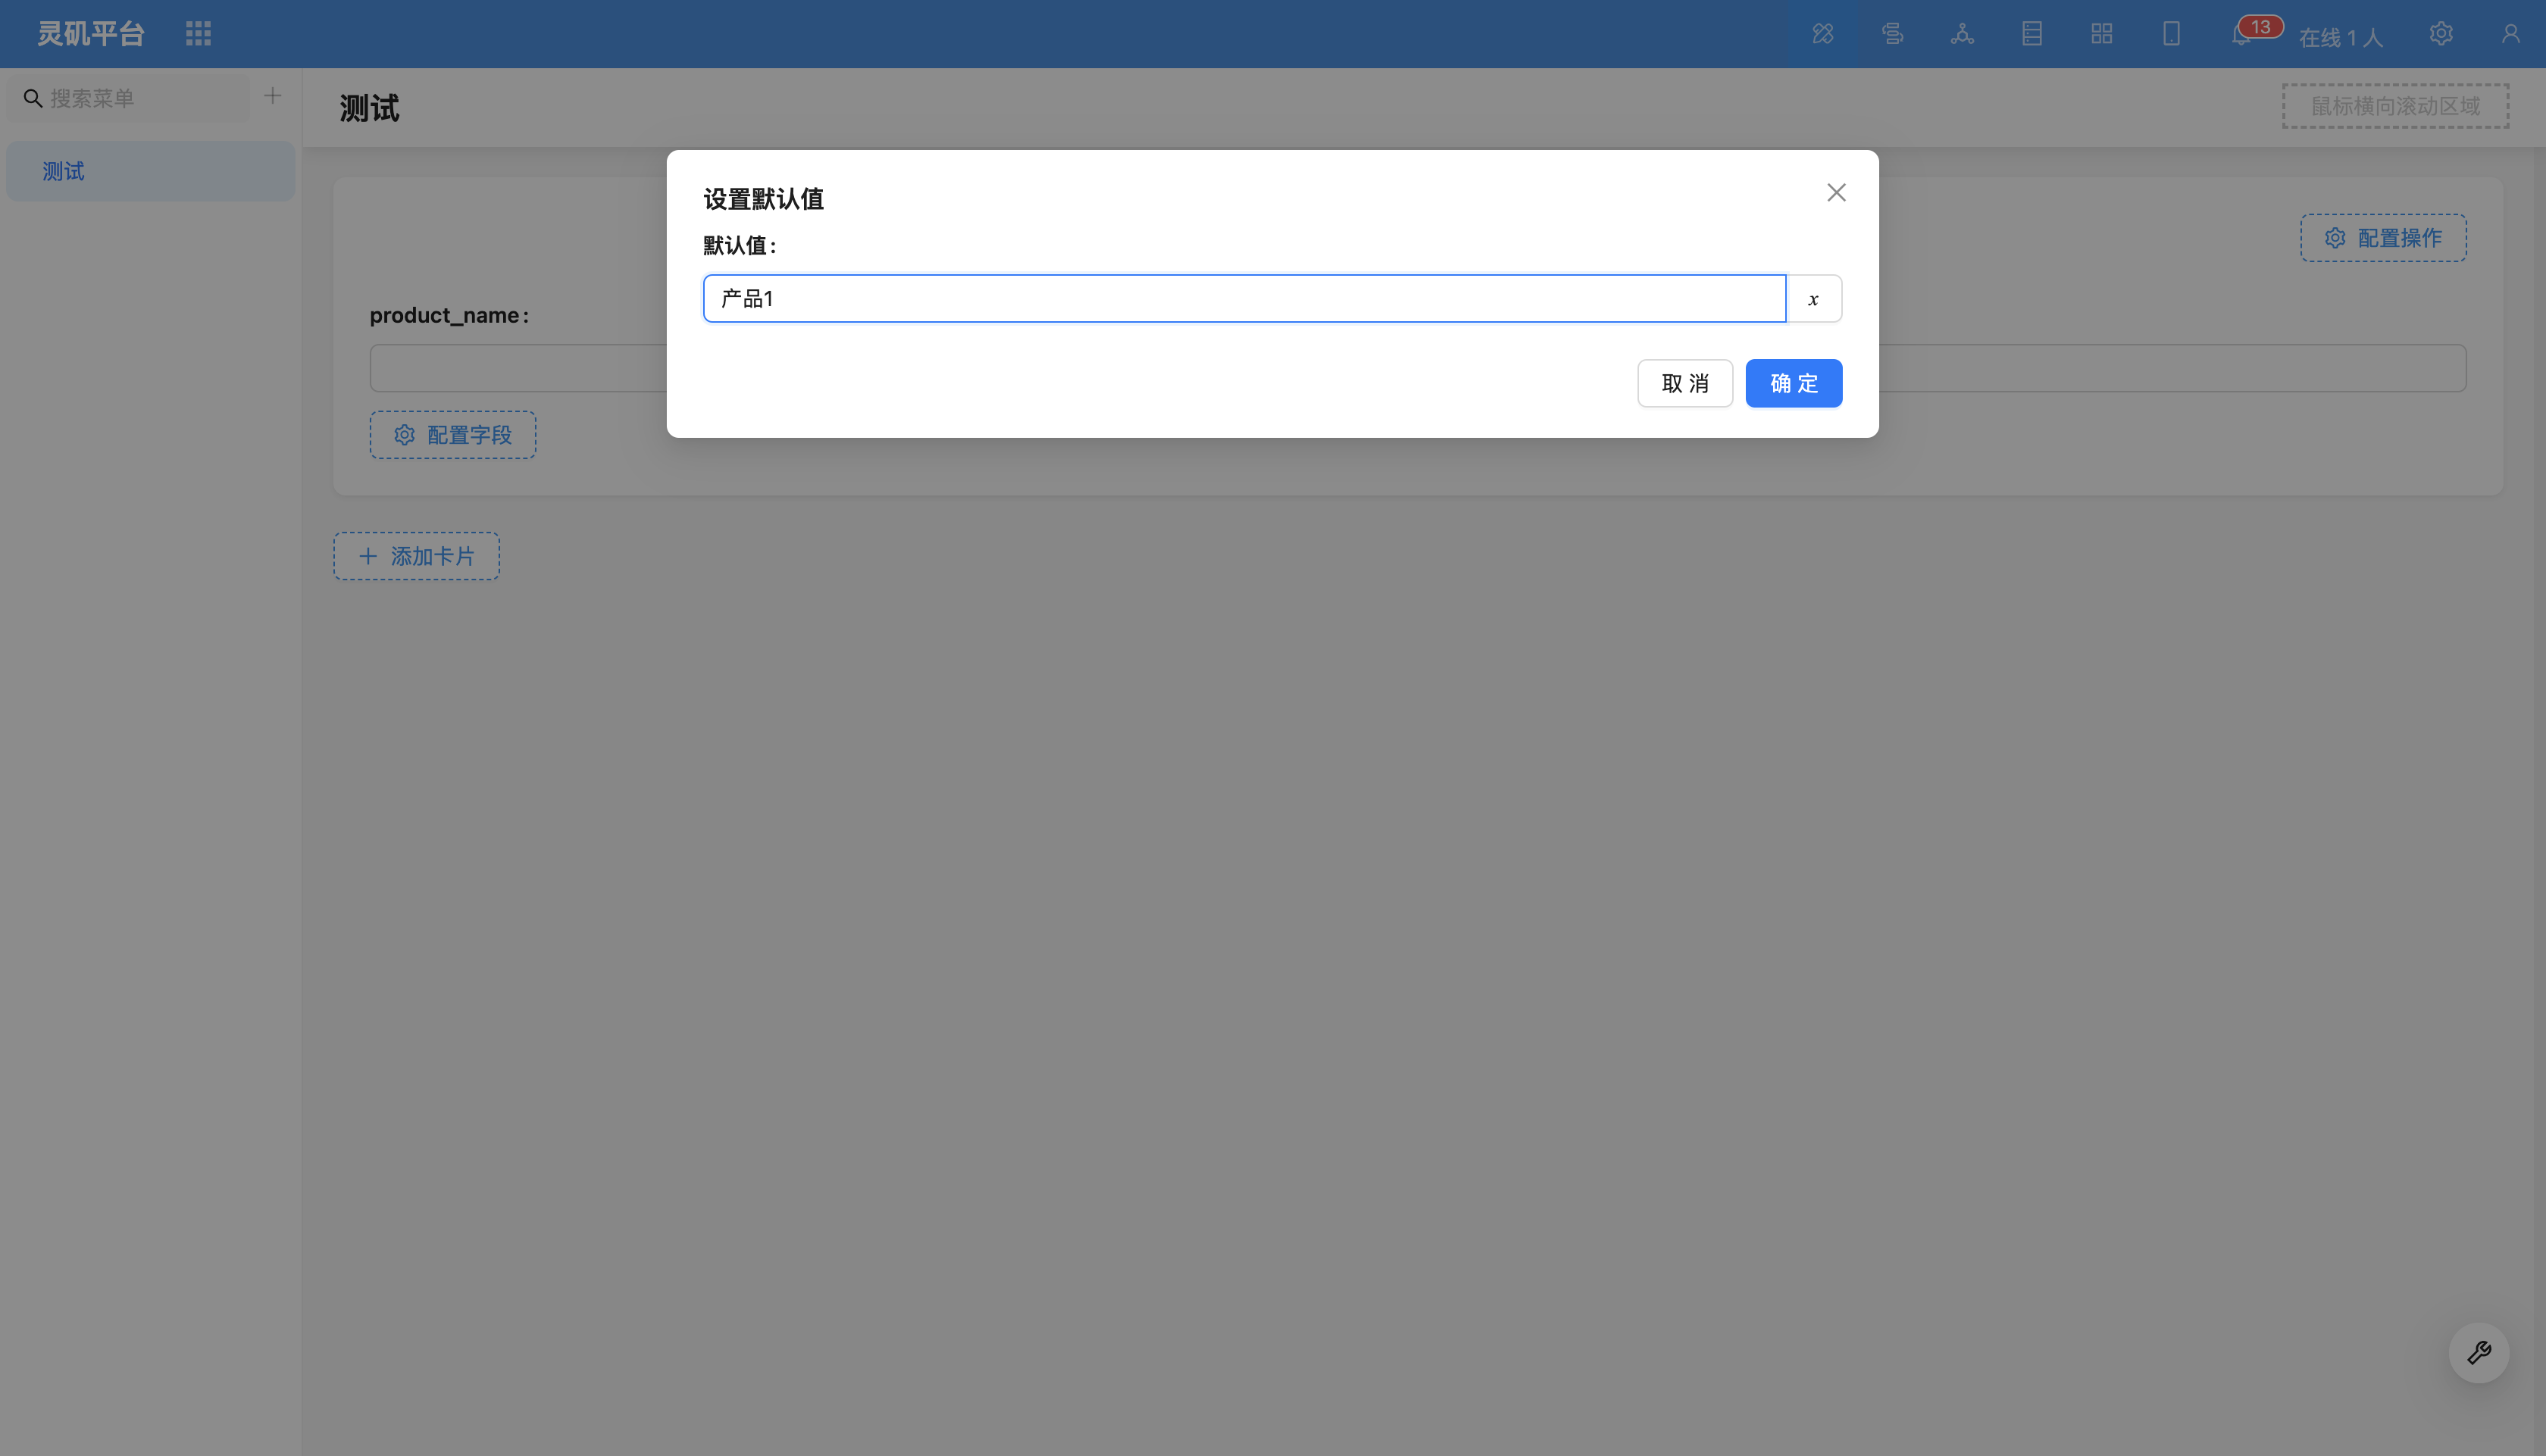 灵矶平台
13
在线 1 人
搜索菜单
测试
测试
鼠标横向滚动区域
设置默认值
默认值:
产品1
x
取 消
确 定
配置操作
product_name:
配置字段
添加卡片